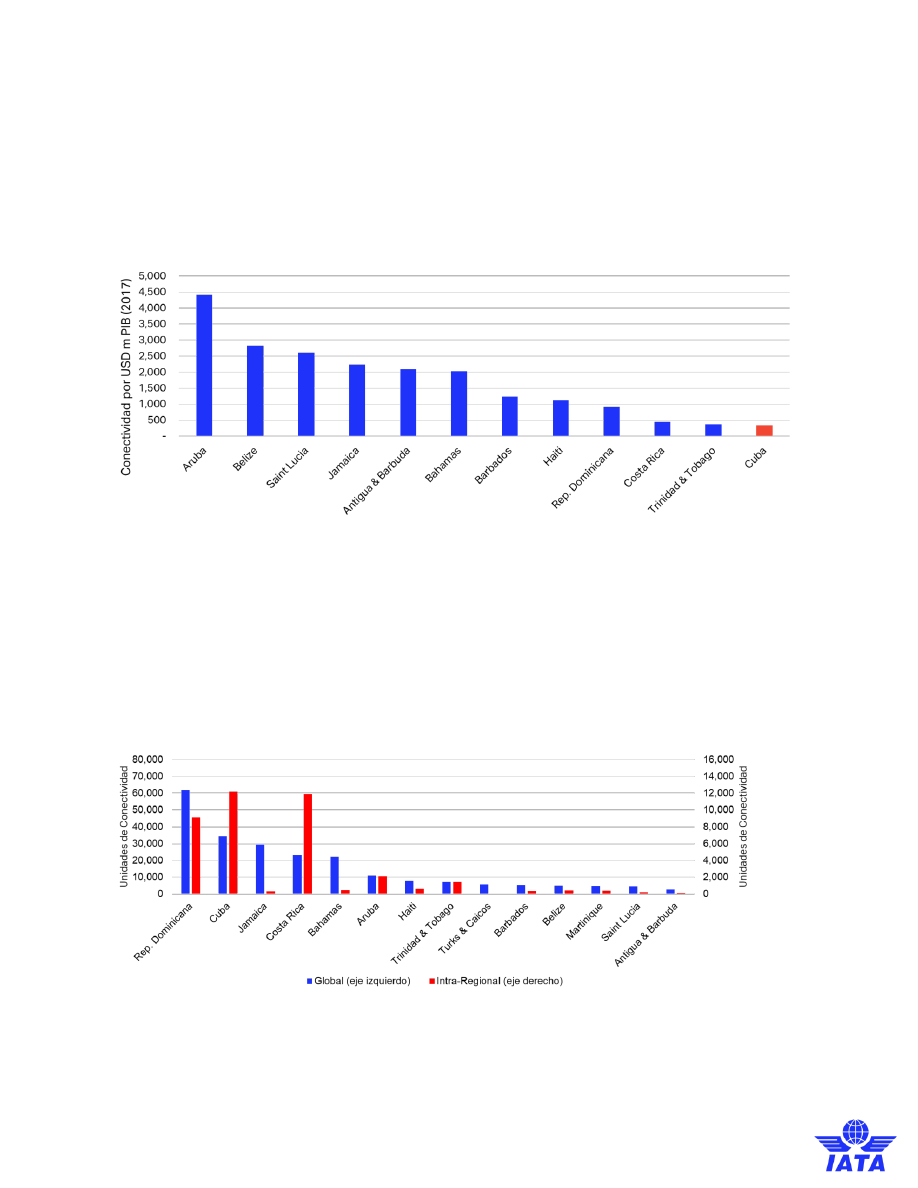 Conectividad por USD m PIB (2017)
5,000
4,500
4,000
3,500
3,000
2,500
2,000
1,500
1,000
500
-
Aruba
Belize
Saint Lucia
Jamaica
Antigua & Barbuda
Bahamas
Barbados
Haiti
Rep. Dominicana
Costa Rica
Trinidad & Tobago
Cuba
Unidades de Conectividad
80,000
70,000
60,000
50,000
40,000
30,000
20,000
10,000
0
16,000
14,000
12,000
10,000
8,000
6,000
4,000
2,000
0
Unidades de Conectividad
Rep. Dominicana
Cuba
Jamaica
Costa Rica
Bahamas
Aruba
Haiti
Trinidad & Tobago
Turks & Caicos
Barbados
Belize
Martinique
Saint Lucia
Antigua & Barbuda
Global (eje izquierdo)
Intra-Regional (eje derecho)
IATA